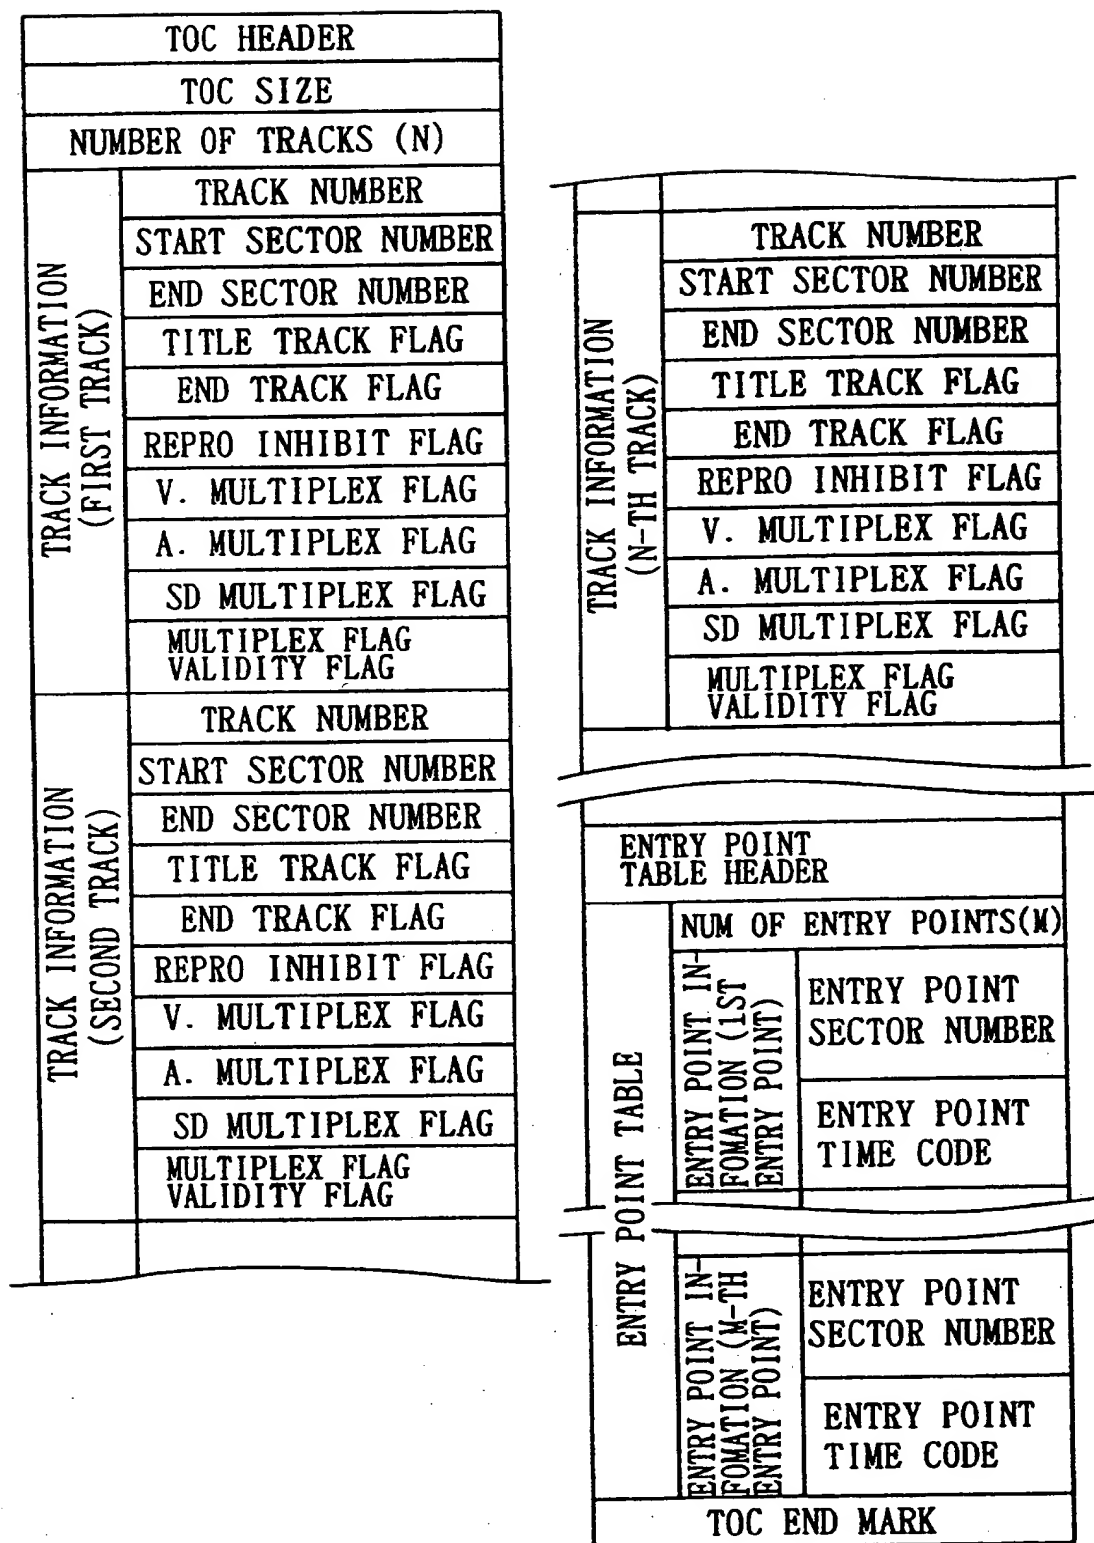 TOC HEADER
TOC SIZE
NUMBER OF TRACKS (N)
TRACK INFORMATION
(FIRST TRACK)
TRACK NUMBER
START SECTOR NUMBER
END SECTOR NUMBER
TITLE TRACK FLAG
END TRACK FLAG
REPRO INHIBIT FLAG
V. MULTIPLEX FLAG
A. MULTIPLEX FLAG
SD MULTIPLEX FLAG
MULTIPLEX FLAG
VALIDITY FLAG
TRACK INFORMATION
(SECOND TRACK)
TRACK NUMBER
START SECTOR NUMBER
END SECTOR NUMBER
TITLE TRACK FLAG
END TRACK FLAG
REPRO INHIBIT FLAG
V. MULTIPLEX FLAG
A. MULTIPLEX FLAG
SD MULTIPLEX FLAG
MULTIPLEX FLAG
VALIDITY FLAG
TRACK INFORMATION
(N-TH TRACK)
TRACK NUMBER
START SECTOR NUMBER
END SECTOR NUMBER
TITLE TRACK FLAG
END TRACK FLAG
REPRO INHIBIT FLAG
V. MULTIPLEX FLAG
A. MULTIPLEX FLAG
SD MULTIPLEX FLAG
MULTIPLEX FLAG
VALIDITY FLAG
ENTRY POINT
TABLE HEADER
ENTRY POINT TABLE
NUM OF ENTRY POINTS(M)
ENTRY POINT IN-
FOMATION (1ST
ENTRY POINT)
ENTRY POINT
SECTOR NUMBER
ENTRY POINT
TIME CODE
ENTRY POINT IN-
FOMATION (M-TH
ENTRY POINT)
ENTRY POINT
SECTOR NUMBER
ENTRY POINT
TIME CODE
TOC END MARK